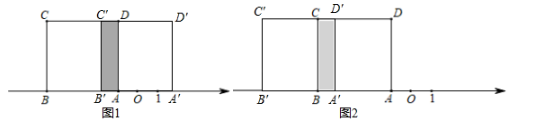 C C' D D' C' C D' D
B B' A O 1 A' B' B A' A O 1
图1 图2